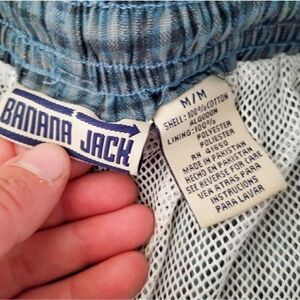 BANANA JACK
M/M
SHELL: 100% COTTON
ALGODON
LINING: 100%
POLYESTER
POLIESTER
RN 41650
MADE IN PAKISTAN
HECHO EN PAKISTAN
SEE REVERSE FOR CARE
VEA ATRAS PARA
INSTRUCIONS
PARA LAVAR